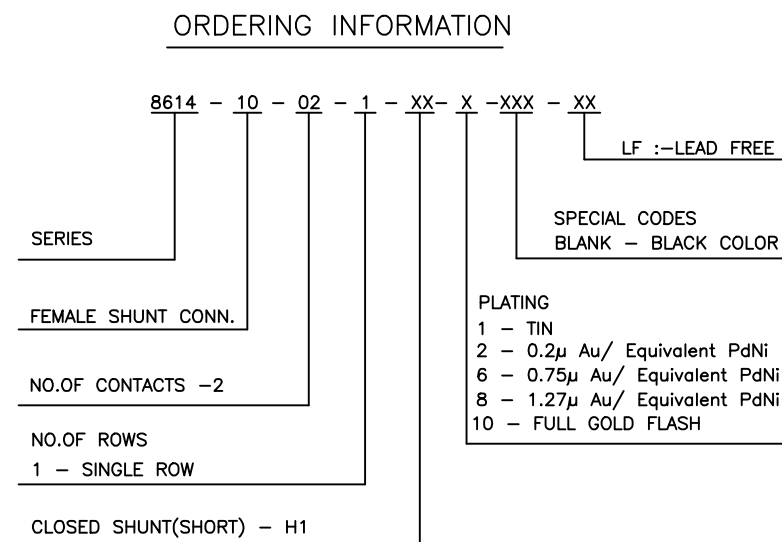 ORDERING INFORMATION
8614 - 10 - 02 - 1 - XX- X -XXX - XX
LF :-LEAD FREE
SPECIAL CODES
BLANK - BLACK COLOR
SERIES
PLATING
1 - TIN
2 - 0.2µ Au/ Equivalent PdNi
6 - 0.75µ Au/ Equivalent PdNi
8 - 1.27µ Au/ Equivalent PdNi
10 - FULL GOLD FLASH
FEMALE SHUNT CONN.
NO.OF CONTACTS -2
NO.OF ROWS
1 - SINGLE ROW
CLOSED SHUNT(SHORT) - H1